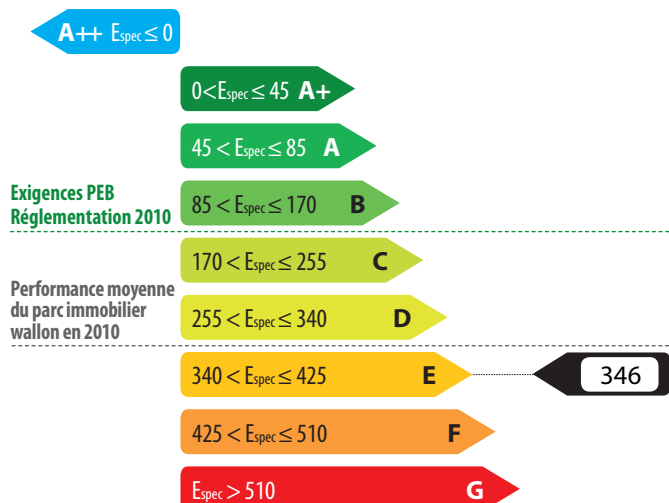 A++ Espec ≤ 0
0<Espec ≤ 45 A+
45 < Espec ≤ 85 A
Exigences PEB
Réglementation 2010
85 < Espec ≤ 170 B
170 < Espec ≤ 255 C
Performance moyenne
du parc immobilier
wallon en 2010
255 < Espec ≤ 340 D
340 < Espec ≤ 425 E
346
425 < Espec ≤ 510 F
Espec > 510 G